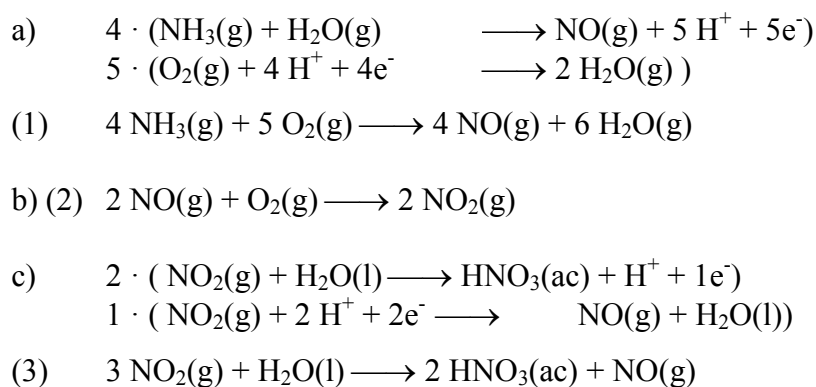 a) 4 · (NH₃(g) + H₂O(g) ⟶ NO(g) + 5 H⁺ + 5e⁻)
5 · (O₂(g) + 4 H⁺ + 4e⁻ ⟶ 2 H₂O(g) )
(1) 4 NH₃(g) + 5 O₂(g) ⟶ 4 NO(g) + 6 H₂O(g)
b) (2) 2 NO(g) + O₂(g) ⟶ 2 NO₂(g)
c) 2 · ( NO₂(g) + H₂O(l) ⟶ HNO₃(ac) + H⁺ + 1e⁻)
1 · ( NO₂(g) + 2 H⁺ + 2e⁻ ⟶ NO(g) + H₂O(l))
(3) 3 NO₂(g) + H₂O(l) ⟶ 2 HNO₃(ac) + NO(g)